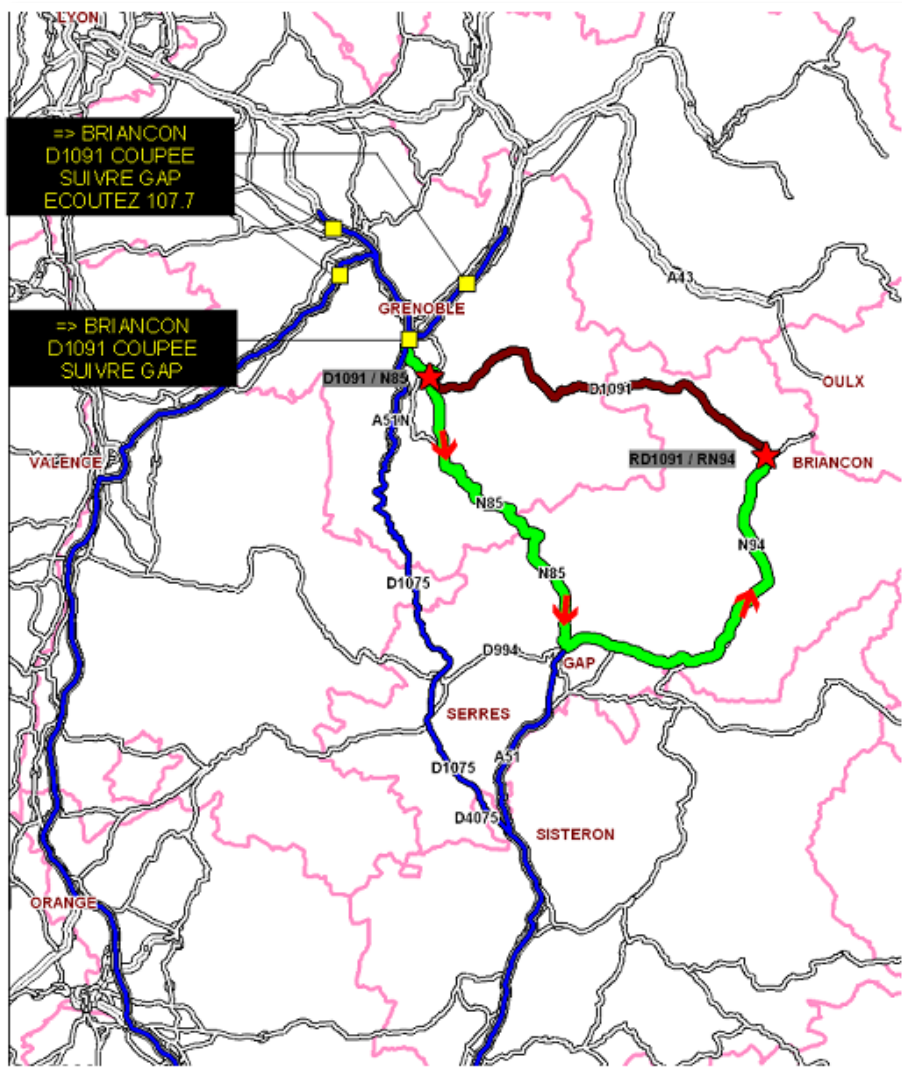 LYON
=> BRIANCON
D1091 COUPEE
SUIVRE GAP
ECOUTEZ 107.7
A43
GRENOBLE
=> BRIANCON
D1091 COUPEE
SUIVRE GAP
D1091 / N85
D1091
OULX
A51N
VALENCE
RD1091 / RN94
BRIANCON
N85
N94
N85
D1075
D994
GAP
SERRES
A51
D1075
D4075
SISTERON
ORANGE